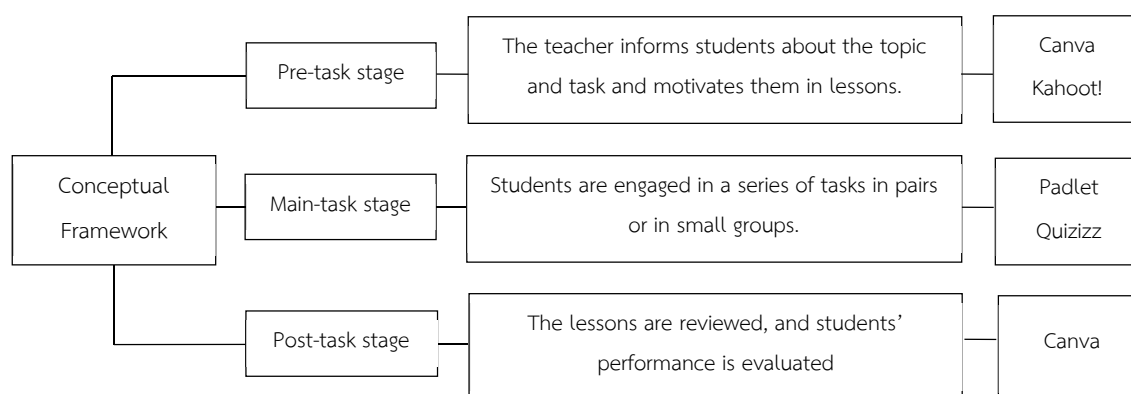 Pre-task stage
The teacher informs students about the topic
and task and motivates them in lessons.
Canva
Kahoot!
Conceptual
Framework
Main-task stage
Students are engaged in a series of tasks in pairs
or in small groups.
Padlet
Quizizz
Post-task stage
The lessons are reviewed, and students’
performance is evaluated
Canva